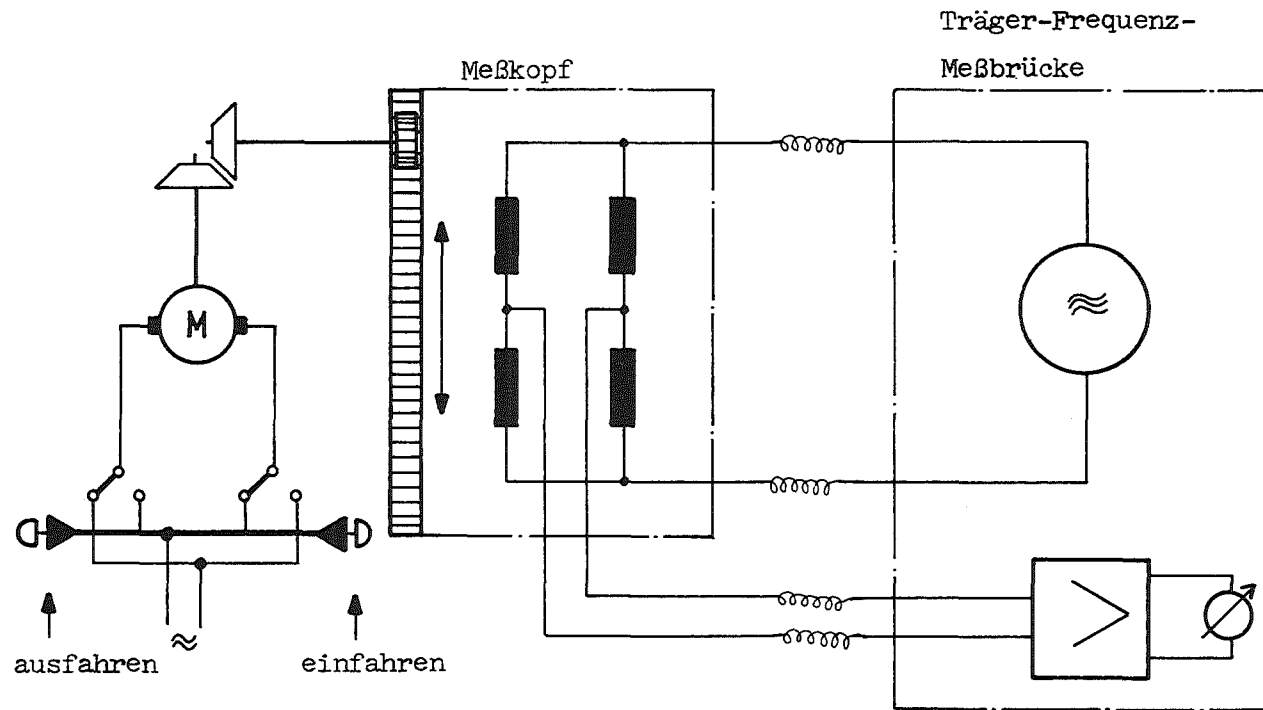 Träger-Frequenz-
Meßbrücke
Meßkopf
M
ausfahren
einfahren